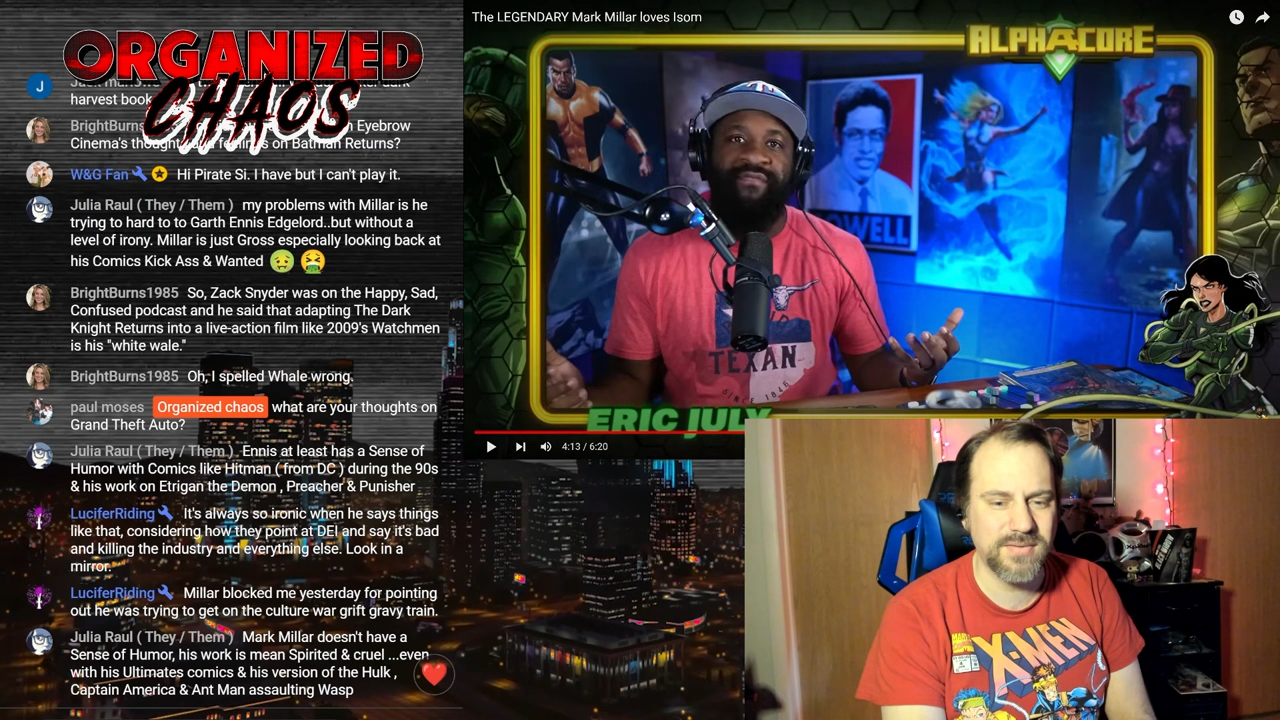 ORGANIZED
CHAOS
J
harvest book
BrightBurns Eyebrow
Cinema's thought on Batman Returns?
W&G Fan Hi Pirate Si. I have but I can't play it.
Julia Raul ( They / Them ) my problems with Millar is he
trying to hard to to Garth Ennis Edgelord..but without a
level of irony. Millar is just Gross especially looking back at
his Comics Kick Ass & Wanted 🤢 🤮
BrightBurns1985 So, Zack Snyder was on the Happy, Sad,
Confused podcast and he said that adapting The Dark
Knight Returns into a live-action film like 2009's Watchmen
is his "white wale."
BrightBurns1985 Oh, I spelled Whale wrong.
paul moses Organized chaos what are your thoughts on
Grand Theft Auto?
Julia Raul ( They / Them ) Ennis at least has a Sense of
Humor with Comics like Hitman ( from DC ) during the 90s
& his work on Etrigan the Demon , Preacher & Punisher
LuciferRiding It's always so ironic when he says things
like that, considering how they point at DEI and say it's bad
and killing the industry and everything else. Look in a
mirror.
LuciferRiding Millar blocked me yesterday for pointing
out he was trying to get on the culture war grift gravy train.
Julia Raul ( They / Them ) Mark Millar doesn't have a
Sense of Humor, his work is mean Spirited & cruel ...even
with his Ultimates comics & his version of the Hulk ,
Captain America & Ant Man assaulting Wasp
The LEGENDARY Mark Millar loves Isom
ALPHACORE
OWELL
TEXAN
SINCE 1845
ERIC JULY
4:13 / 6:20
X-MEN